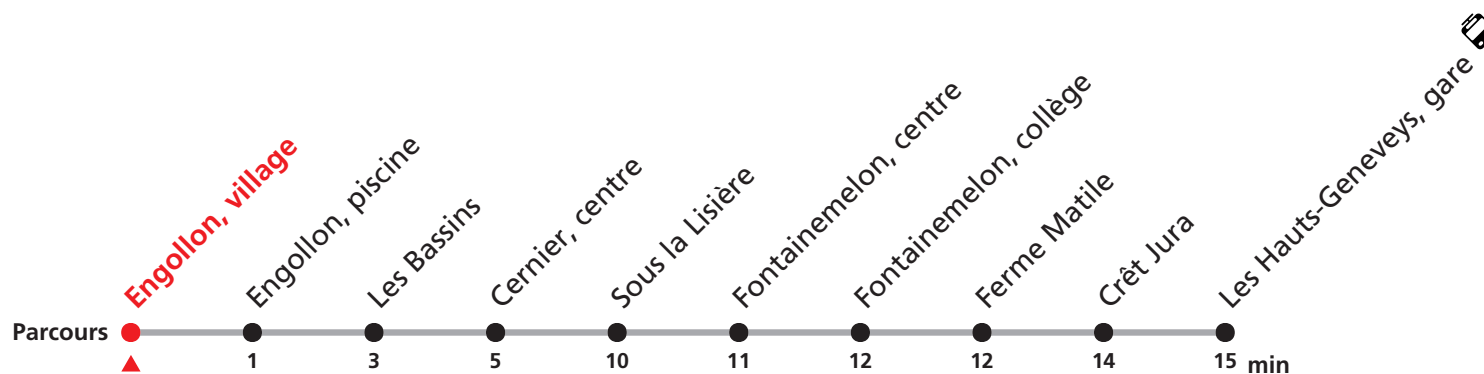 Engollon, village
Engollon, piscine
Les Bassins
Cernier, centre
Sous la Lisière
Fontainemelon, centre
Fontainemelon, collège
Ferme Matile
Crêt Jura
Les Hauts-Geneveys, gare
Parcours
1 3 5 10 11 12 12 14 15 min